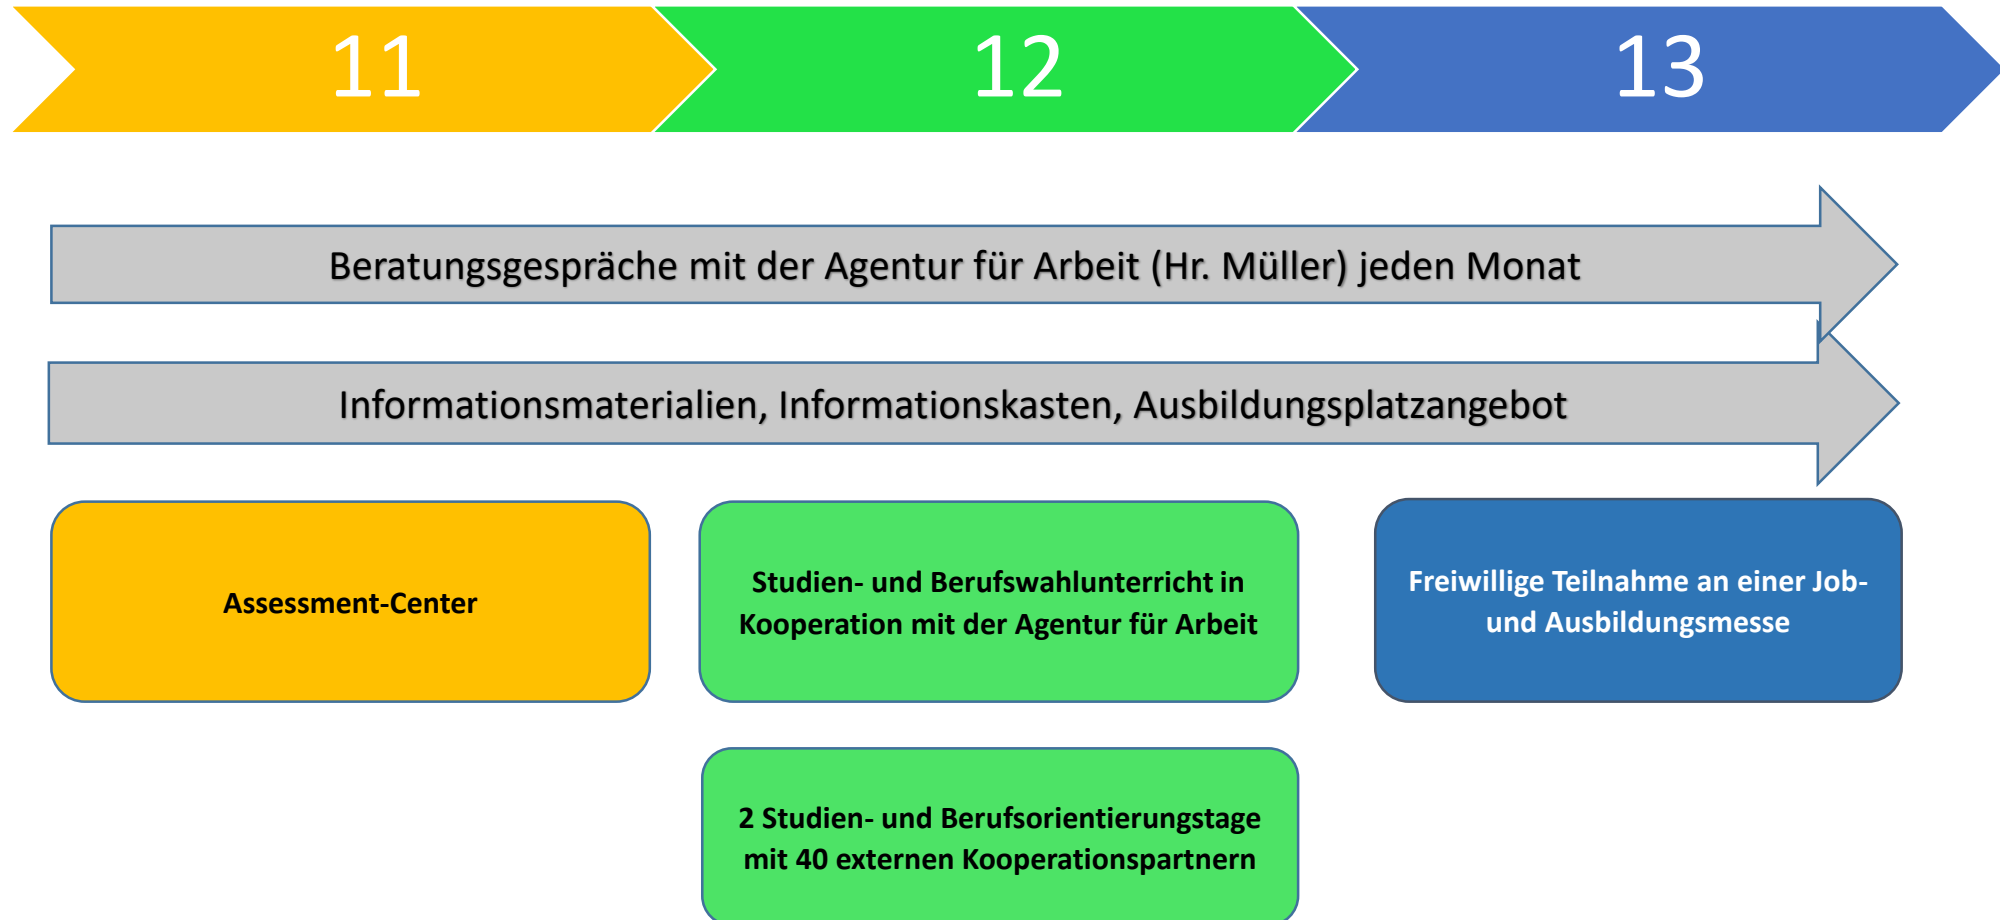 11
12
13
Beratungsgespräche mit der Agentur für Arbeit (Hr. Müller) jeden Monat
Informationsmaterialien, Informationskasten, Ausbildungsplatzangebot
Assessment-Center
Studien- und Berufswahlunterricht in
Kooperation mit der Agentur für Arbeit
Freiwillige Teilnahme an einer Job-
und Ausbildungsmesse
2 Studien- und Berufsorientierungstage
mit 40 externen Kooperationspartnern